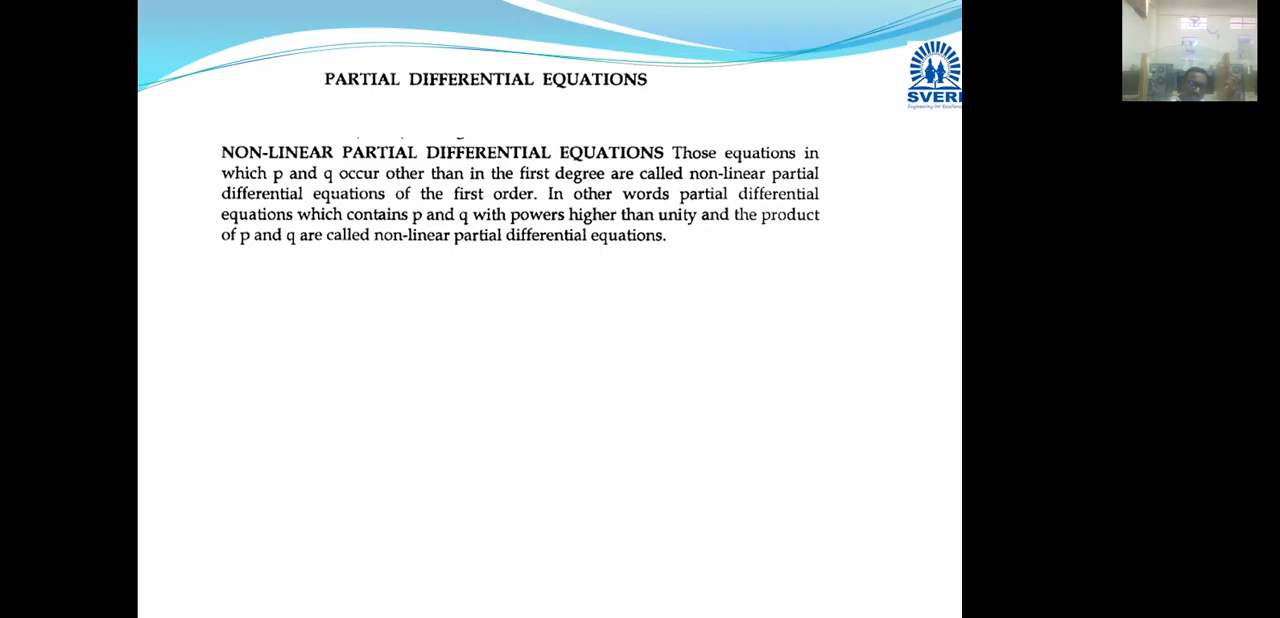 PARTIAL DIFFERENTIAL EQUATIONS
SVERI
Engineering for Excellence
NON-LINEAR PARTIAL DIFFERENTIAL EQUATIONS Those equations in
which p and q occur other than in the first degree are called non-linear partial
differential equations of the first order. In other words partial differential
equations which contains p and q with powers higher than unity and the product
of p and q are called non-linear partial differential equations.